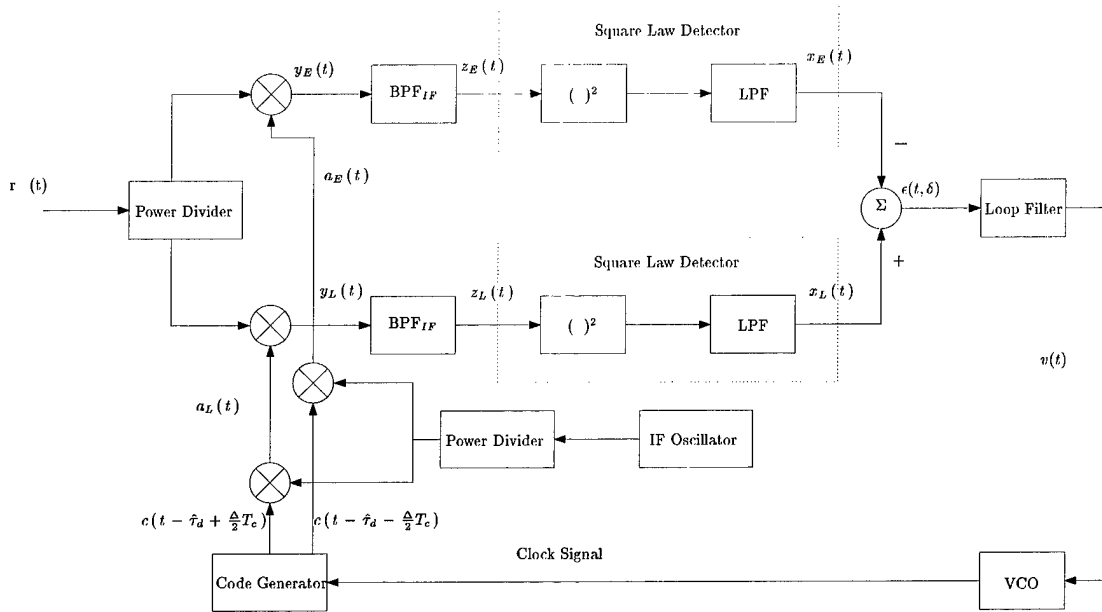 Square Law Detector
y_E(t)
z_E(t)
x_E(t)
BPF_IF
( )²
LPF
a_E(t)
−
r (t)
Power Divider
Σ
ϵ(t, δ)
Loop Filter
Square Law Detector
+
y_L(t)
z_L(t)
x_L(t)
BPF_IF
( )²
LPF
v(t)
a_L(t)
Power Divider
IF Oscillator
c(t − τ̂_d + Δ/2 T_c)
c(t − τ̂_d − Δ/2 T_c)
Clock Signal
Code Generator
VCO